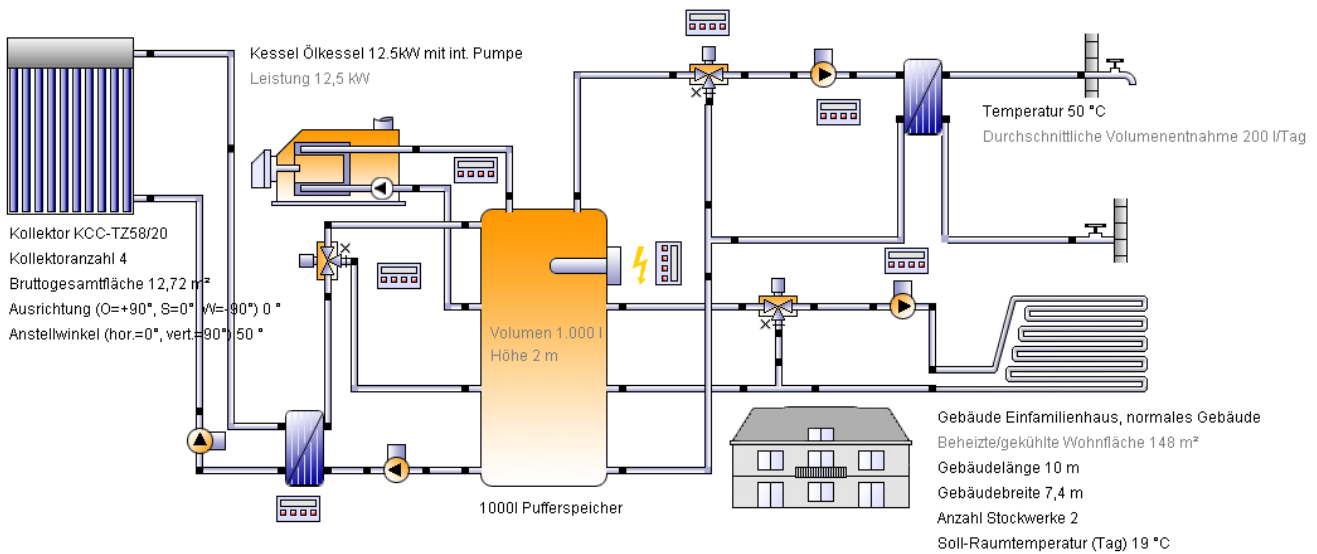 Kessel Ölkessel 12.5kW mit int. Pumpe
Leistung 12,5 kW
Temperatur 50 °C
Durchschnittliche Volumenentnahme 200 l/Tag
Kollektor KCC-TZ58/20
Kollektoranzahl 4
Bruttogesamtfläche 12,72 m²
Ausrichtung (O=+90°, S=0°, W=-90°) 0 °
Anstellwinkel (hor.=0°, vert.=90°) 50 °
Volumen 1.000 l
Höhe 2 m
1000l Pufferspeicher
Gebäude Einfamilienhaus, normales Gebäude
Beheizte/gekühlte Wohnfläche 148 m²
Gebäudelänge 10 m
Gebäudebreite 7,4 m
Anzahl Stockwerke 2
Soll-Raumtemperatur (Tag) 19 °C